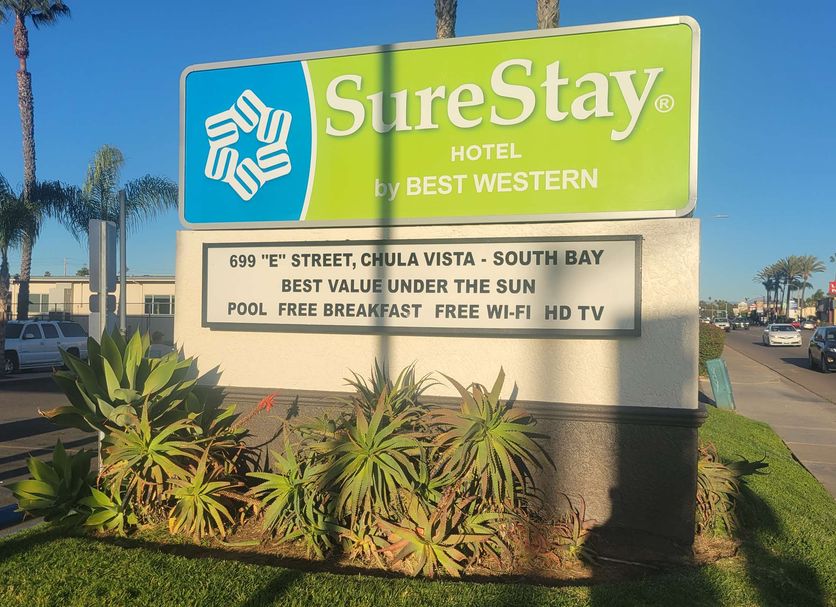 SureStay®
HOTEL
by BEST WESTERN
699 "E" STREET, CHULA VISTA - SOUTH BAY
BEST VALUE UNDER THE SUN
POOL FREE BREAKFAST FREE WI-FI HD TV